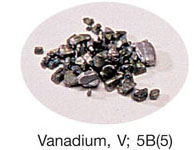 Vanadium, V; 5B(5)